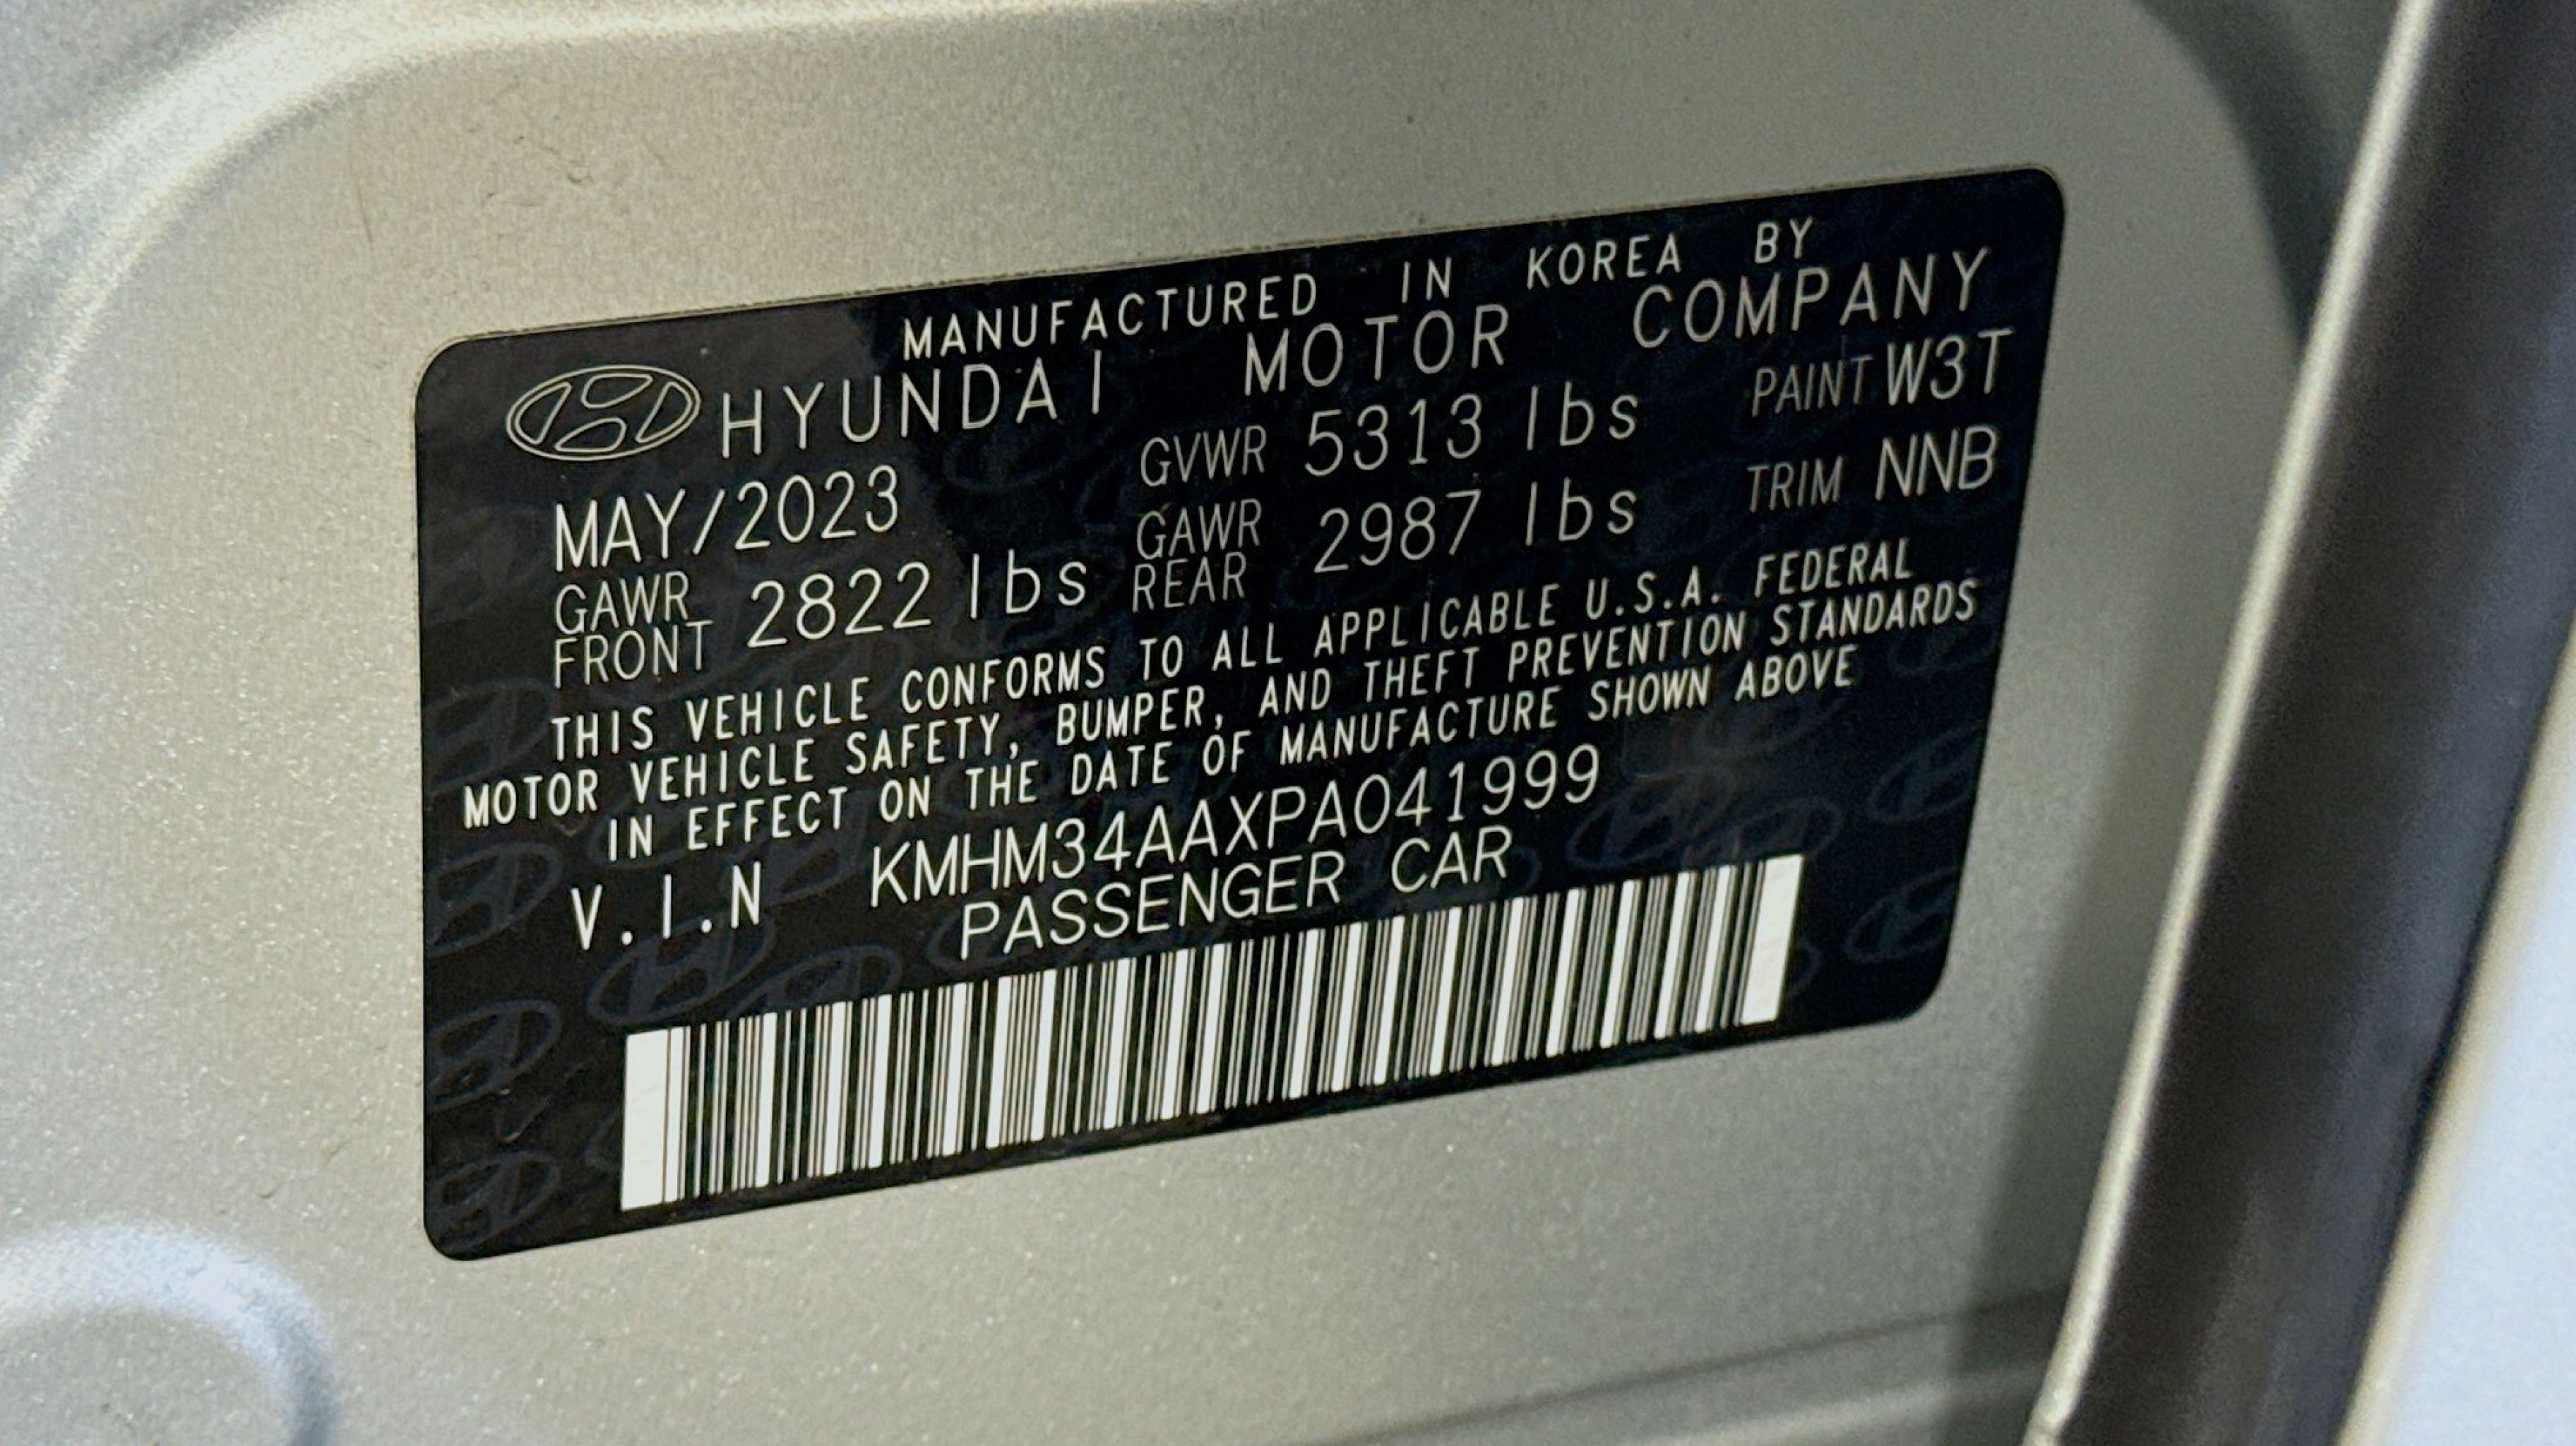 MANUFACTURED IN KOREA BY
HYUNDAI MOTOR COMPANY
MAY/2023 GVWR 5313 lbs PAINT W3T
GAWR FRONT 2822 lbs GAWR REAR 2987 lbs TRIM NNB
THIS VEHICLE CONFORMS TO ALL APPLICABLE U.S.A. FEDERAL
MOTOR VEHICLE SAFETY, BUMPER, AND THEFT PREVENTION STANDARDS
IN EFFECT ON THE DATE OF MANUFACTURE SHOWN ABOVE
V.I.N KMHM34AAXPA041999
PASSENGER CAR